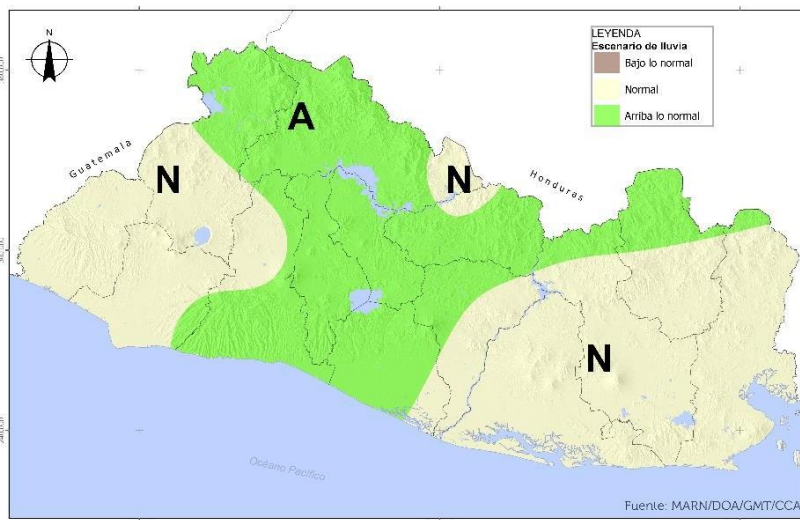 N
LEYENDA
Escenario de lluvia
Bajo lo normal
Normal
Arriba lo normal
A
Guatemala
N
N
Honduras
N
Océano Pacífico
Fuente: MARN/DOA/GMT/CCA